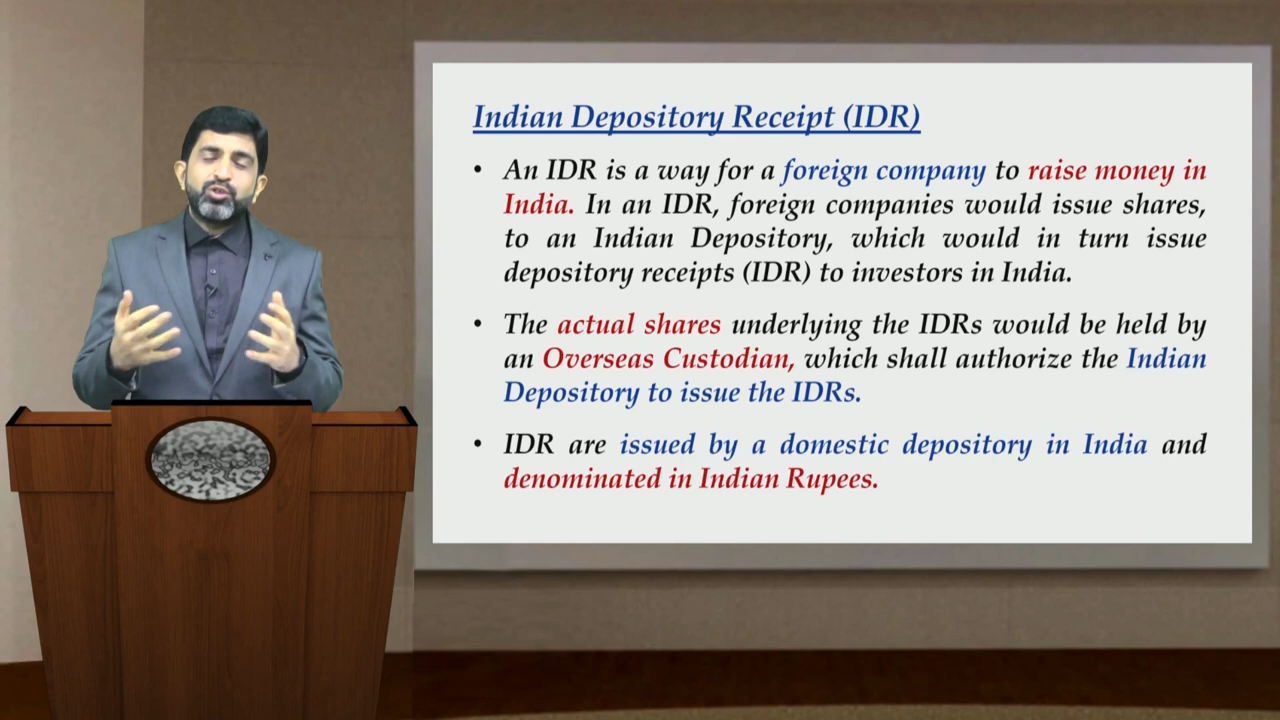 Indian Depository Receipt (IDR)
• An IDR is a way for a foreign company to raise money in
India. In an IDR, foreign companies would issue shares,
to an Indian Depository, which would in turn issue
depository receipts (IDR) to investors in India.
• The actual shares underlying the IDRs would be held by
an Overseas Custodian, which shall authorize the Indian
Depository to issue the IDRs.
• IDR are issued by a domestic depository in India and
denominated in Indian Rupees.